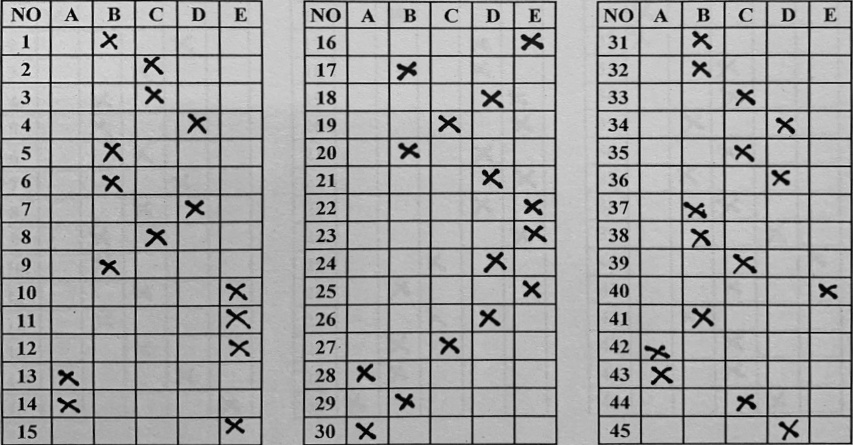 NO A B C D E
1 X
2 X
3 X
4 X
5 X
6 X
7 X
8 X
9 X
10 X
11 X
12 X
13 X
14 X
15 X
NO A B C D E
16 X
17 X
18 X
19 X
20 X
21 X
22 X
23 X
24 X
25 X
26 X
27 X
28 X
29 X
30 X
NO A B C D E
31 X
32 X
33 X
34 X
35 X
36 X
37 X
38 X
39 X
40 X
41 X
42 X
43 X
44 X
45 X